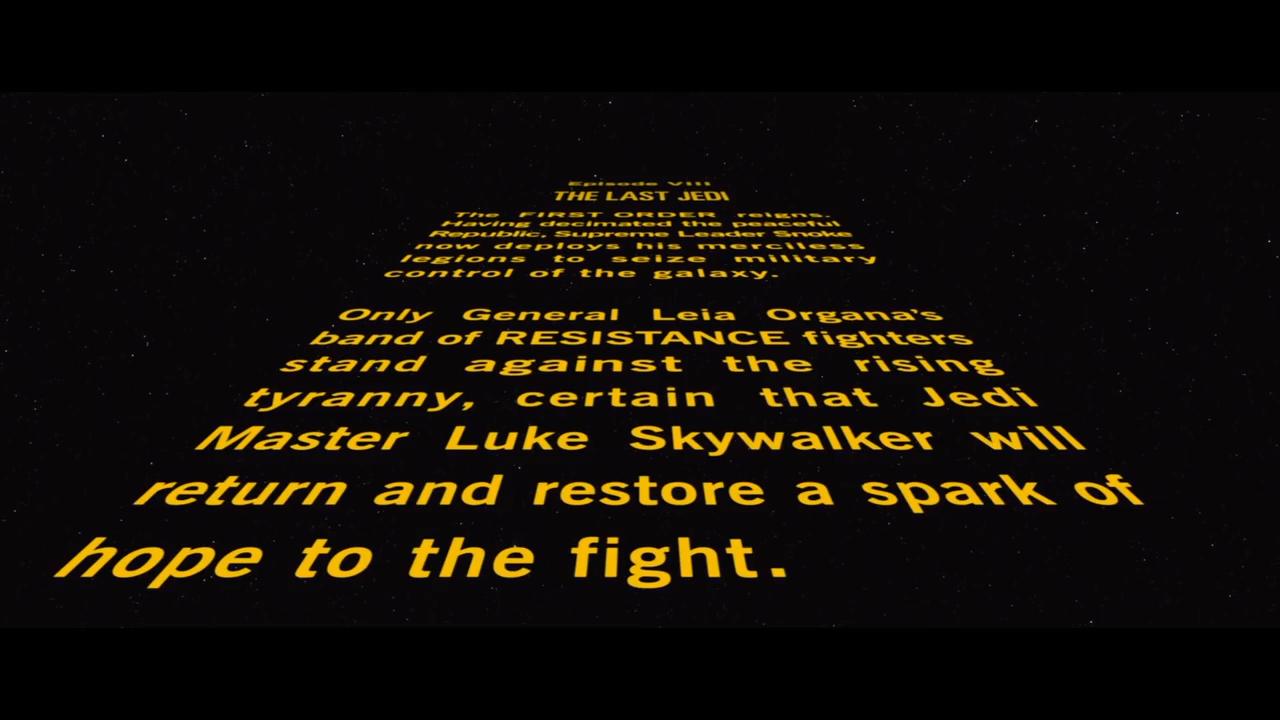 Episode VIII
THE LAST JEDI
The FIRST ORDER reigns.
Having decimated the peaceful
Republic, Supreme Leader Snoke
now deploys his merciless
legions to seize military
control of the galaxy.
Only General Leia Organa's
band of RESISTANCE fighters
stand against the rising
tyranny, certain that Jedi
Master Luke Skywalker will
return and restore a spark of
hope to the fight.